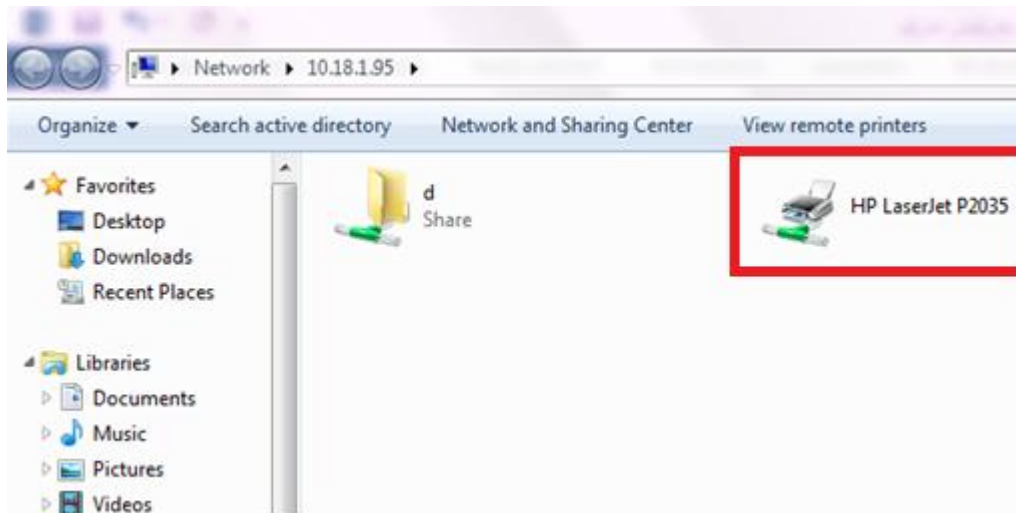 Network 10.18.1.95
Organize Search active directory Network and Sharing Center View remote printers
Favorites
Desktop
Downloads
Recent Places
Libraries
Documents
Music
Pictures
Videos
d
Share
HP LaserJet P2035